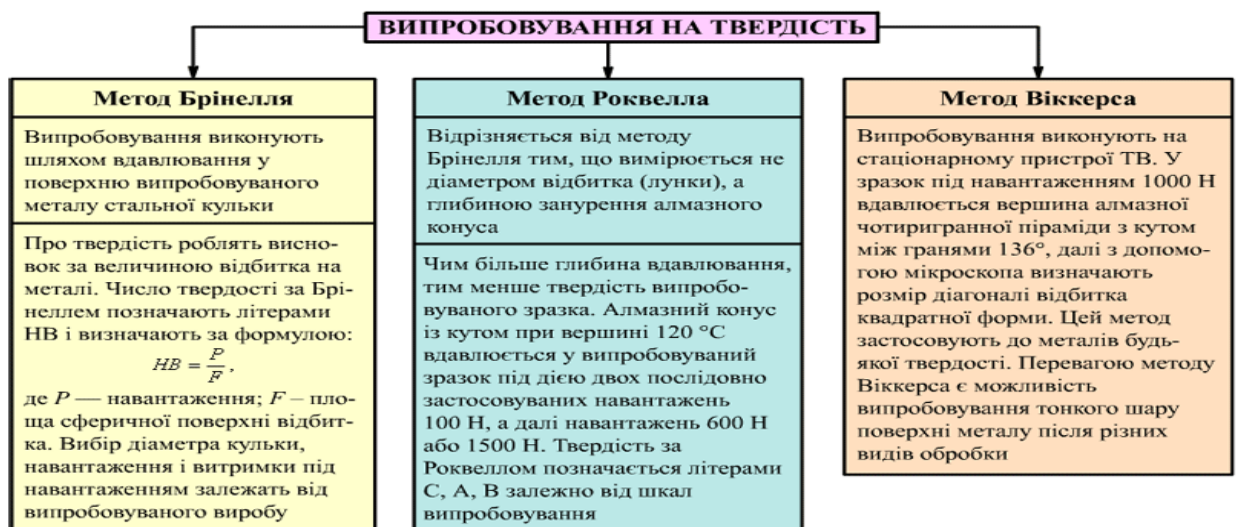 ВИПРОБОВУВАННЯ НА ТВЕРДІСТЬ
Метод Брінелля
Випробовування виконують
шляхом вдавлювання у
поверхню випробовуваного
металу стальної кульки
Про твердість роблять висно-
вок за величиною відбитка на
металі. Число твердості за Брі-
неллем позначають літерами
НВ і визначають за формулою:
HB = P/F,
де P — навантаження; F – пло-
ща сферичної поверхні відбит-
ка. Вибір діаметра кульки,
навантаження і витримки під
навантаженням залежать від
випробовуваного виробу
Метод Роквелла
Відрізняється від методу
Брінелля тим, що вимірюється не
діаметром відбитка (лунки), а
глибиною занурення алмазного
конуса
Чим більше глибина вдавлювання,
тим менше твердість випробо-
вуваного зразка. Алмазний конус
із кутом при вершині 120 °С
вдавлюється у випробовуваний
зразок під дією двох послідовно
застосовуваних навантажень
100 Н, а далі навантажень 600 Н
або 1500 Н. Твердість за
Роквеллом позначається літерами
С, А, В залежно від шкал
випробовування
Метод Віккерса
Випробовування виконують на
стаціонарному пристрої ТВ. У
зразок під навантаженням 1000 Н
вдавлюється вершина алмазної
чотиригранної піраміди з кутом
між гранями 136°, далі з допомо-
гою мікроскопа визначають
розмір діагоналі відбитка
квадратної форми. Цей метод
застосовують до металів будь-
якої твердості. Перевагою методу
Віккерса є можливість
випробовування тонкого шару
поверхні металу після різних
видів обробки